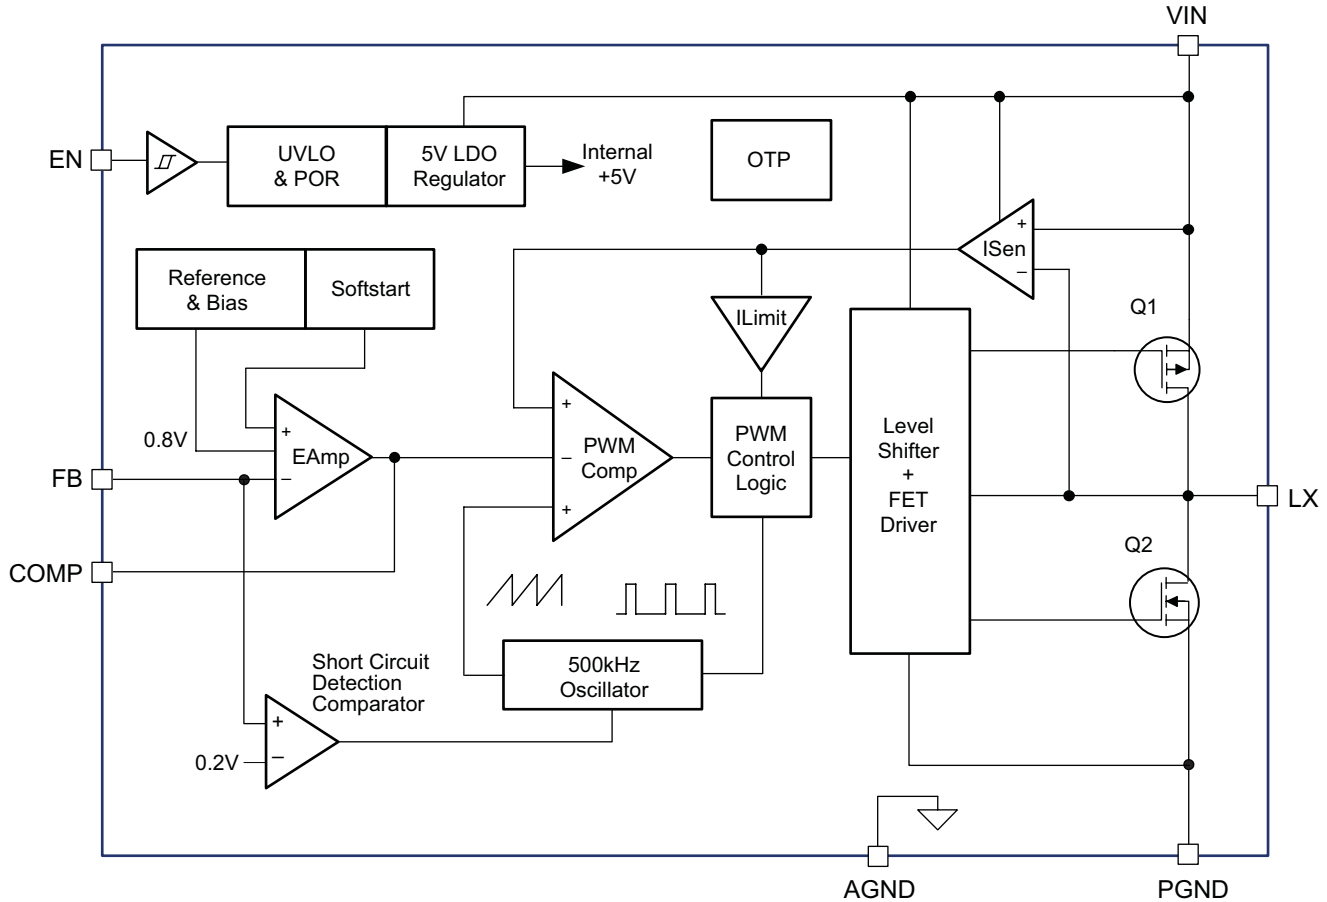 VIN
EN
UVLO
& POR
5V LDO
Regulator
Internal
+5V
OTP
+
ISen
–
Reference
& Bias
Softstart
ILimit
Q1
0.8V
+
EAmp
–
FB
+
–
PWM
Comp
+
PWM
Control
Logic
Level
Shifter
+
FET
Driver
LX
COMP
Q2
Short Circuit
Detection
Comparator
500kHz
Oscillator
+
–
0.2V
AGND
PGND